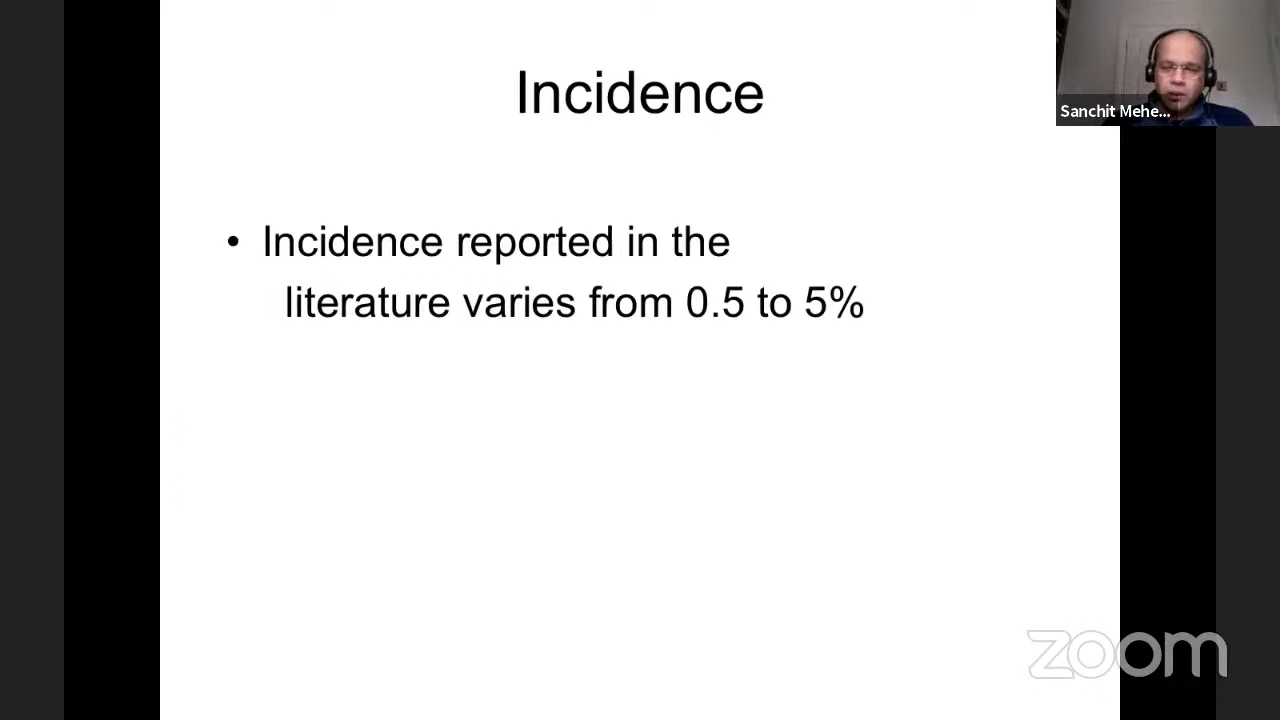 Incidence
Sanchit Mehe...
• Incidence reported in the
literature varies from 0.5 to 5%
zoom